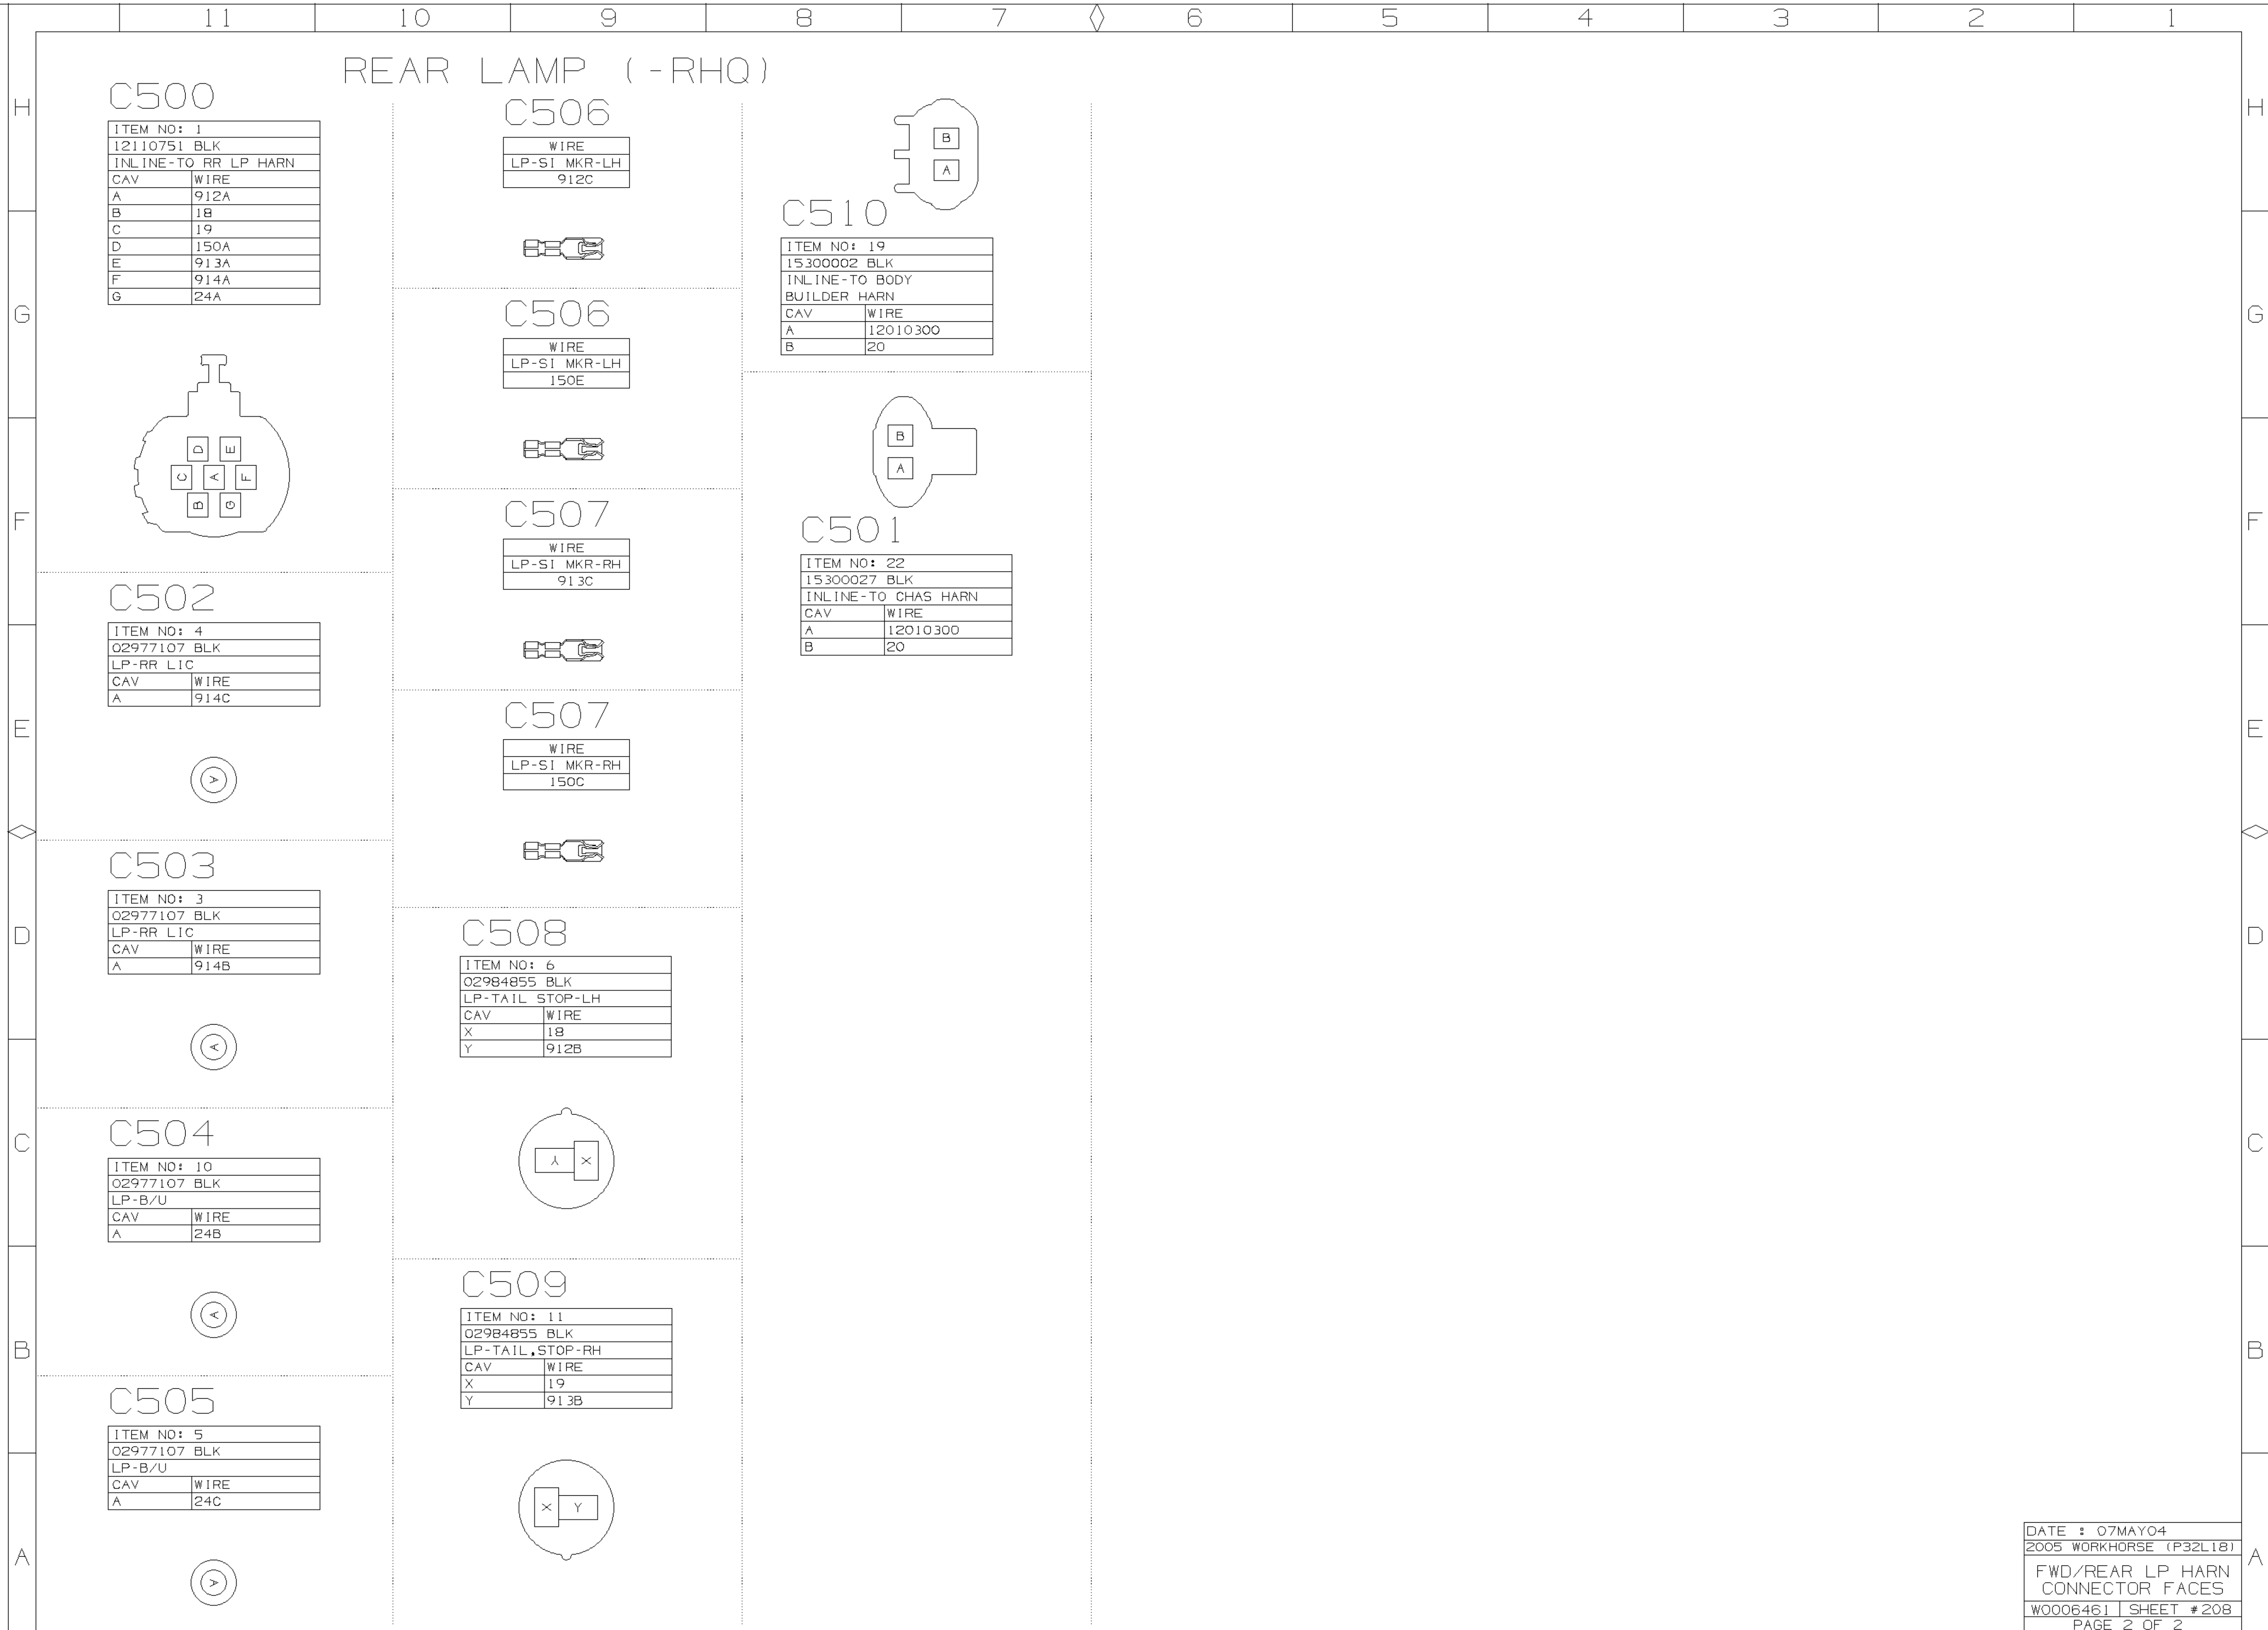 11 10 9 8 7 6 5 4 3 2 1
REAR LAMP (-RHQ)
H
G
F
E
D
C
B
A
C500
ITEM NO: 1
12110751 BLK
INLINE-TO RR LP HARN
CAV WIRE
A 912A
B 18
C 19
D 150A
E 913A
F 914A
G 24A
D E
C A F
B G
C502
ITEM NO: 4
02977107 BLK
LP-RR LIC
CAV WIRE
A 914C
A
C503
ITEM NO: 3
02977107 BLK
LP-RR LIC
CAV WIRE
A 914B
A
C504
ITEM NO: 10
02977107 BLK
LP-B/U
CAV WIRE
A 24B
A
C505
ITEM NO: 5
02977107 BLK
LP-B/U
CAV WIRE
A 24C
A
C506
WIRE
LP-SI MKR-LH
912C
C506
WIRE
LP-SI MKR-LH
150E
C507
WIRE
LP-SI MKR-RH
913C
C507
WIRE
LP-SI MKR-RH
150C
C508
ITEM NO: 6
02984855 BLK
LP-TAIL STOP-LH
CAV WIRE
X 18
Y 912B
Y X
C509
ITEM NO: 11
02984855 BLK
LP-TAIL,STOP-RH
CAV WIRE
X 19
Y 913B
X Y
B
A
C510
ITEM NO: 19
15300002 BLK
INLINE-TO BODY
BUILDER HARN
CAV WIRE
A 12010300
B 20
B
A
C501
ITEM NO: 22
15300027 BLK
INLINE-TO CHAS HARN
CAV WIRE
A 12010300
B 20
H
G
F
E
D
C
B
A
DATE : 07MAY04
2005 WORKHORSE (P32L18)
FWD/REAR LP HARN
CONNECTOR FACES
W0006461 SHEET #208
PAGE 2 OF 2